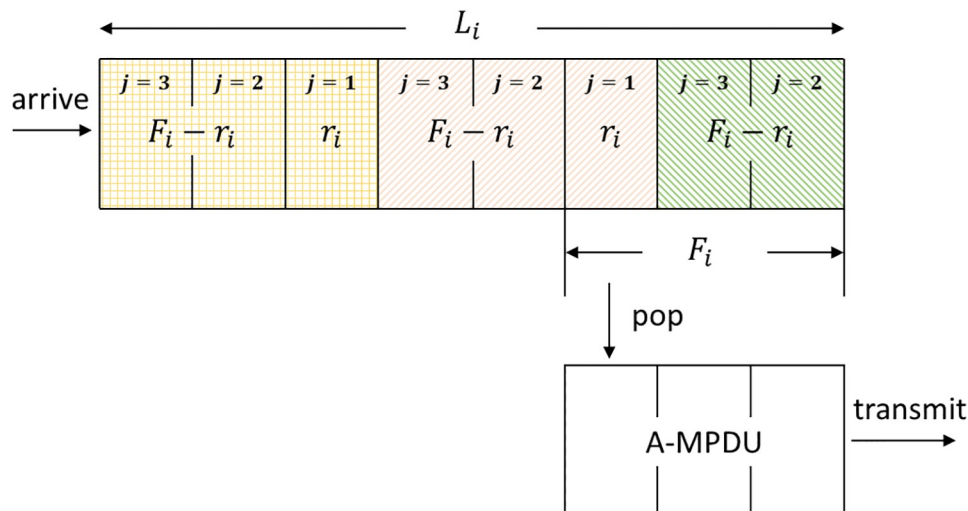 L_i
j = 3 j = 2 j = 1 j = 3 j = 2 j = 1 j = 3 j = 2
arrive
F_i − r_i r_i F_i − r_i r_i F_i − r_i
F_i
pop
A-MPDU
transmit